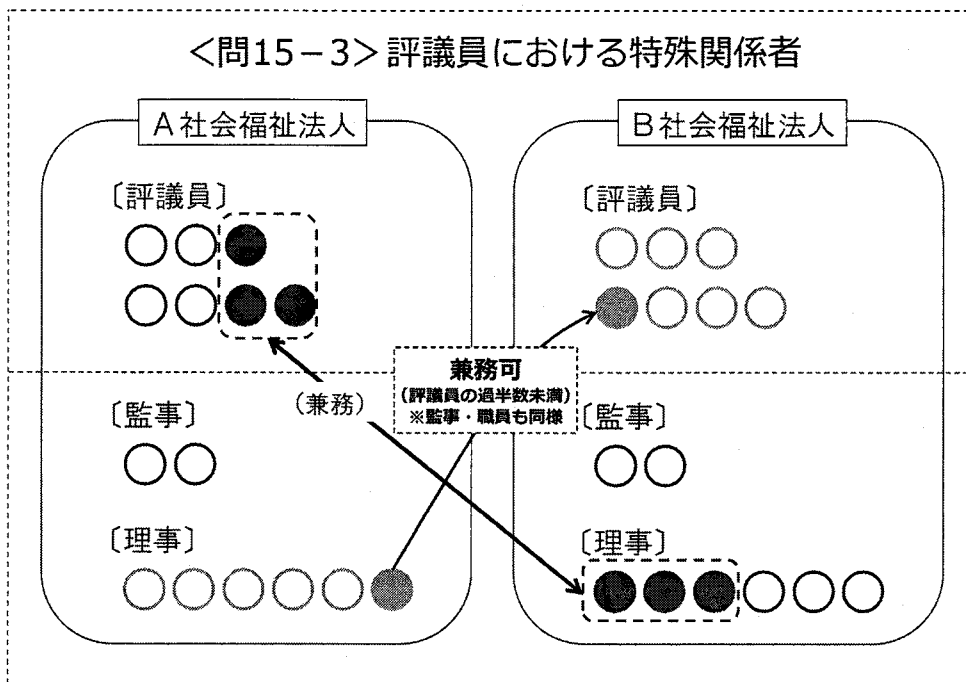 ＜問15－3＞評議員における特殊関係者
A社会福祉法人
B社会福祉法人
〔評議員〕
〔評議員〕
兼務可
(評議員の過半数未満)
※監事・職員も同様
（兼務）
〔監事〕
〔監事〕
〔理事〕
〔理事〕